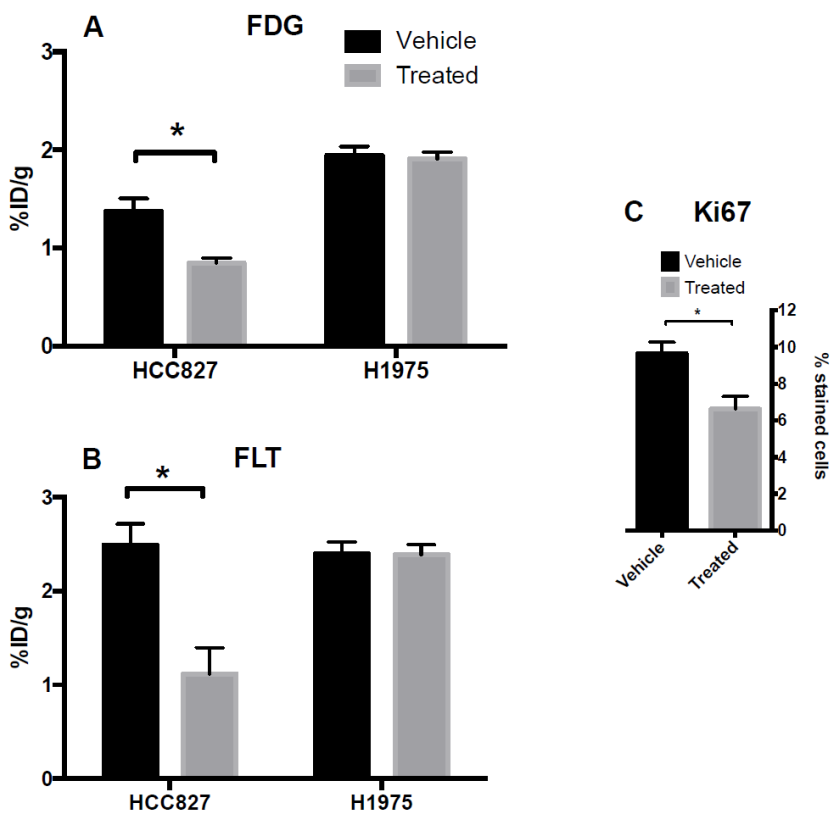 A FDG
Vehicle
Treated
*
3
2
1
0
%ID/g
HCC827 H1975
B FLT
*
3
2
1
0
%ID/g
HCC827 H1975
C Ki67
Vehicle
Treated
*
12
10
8
6
4
2
0
% stained cells
Vehicle Treated